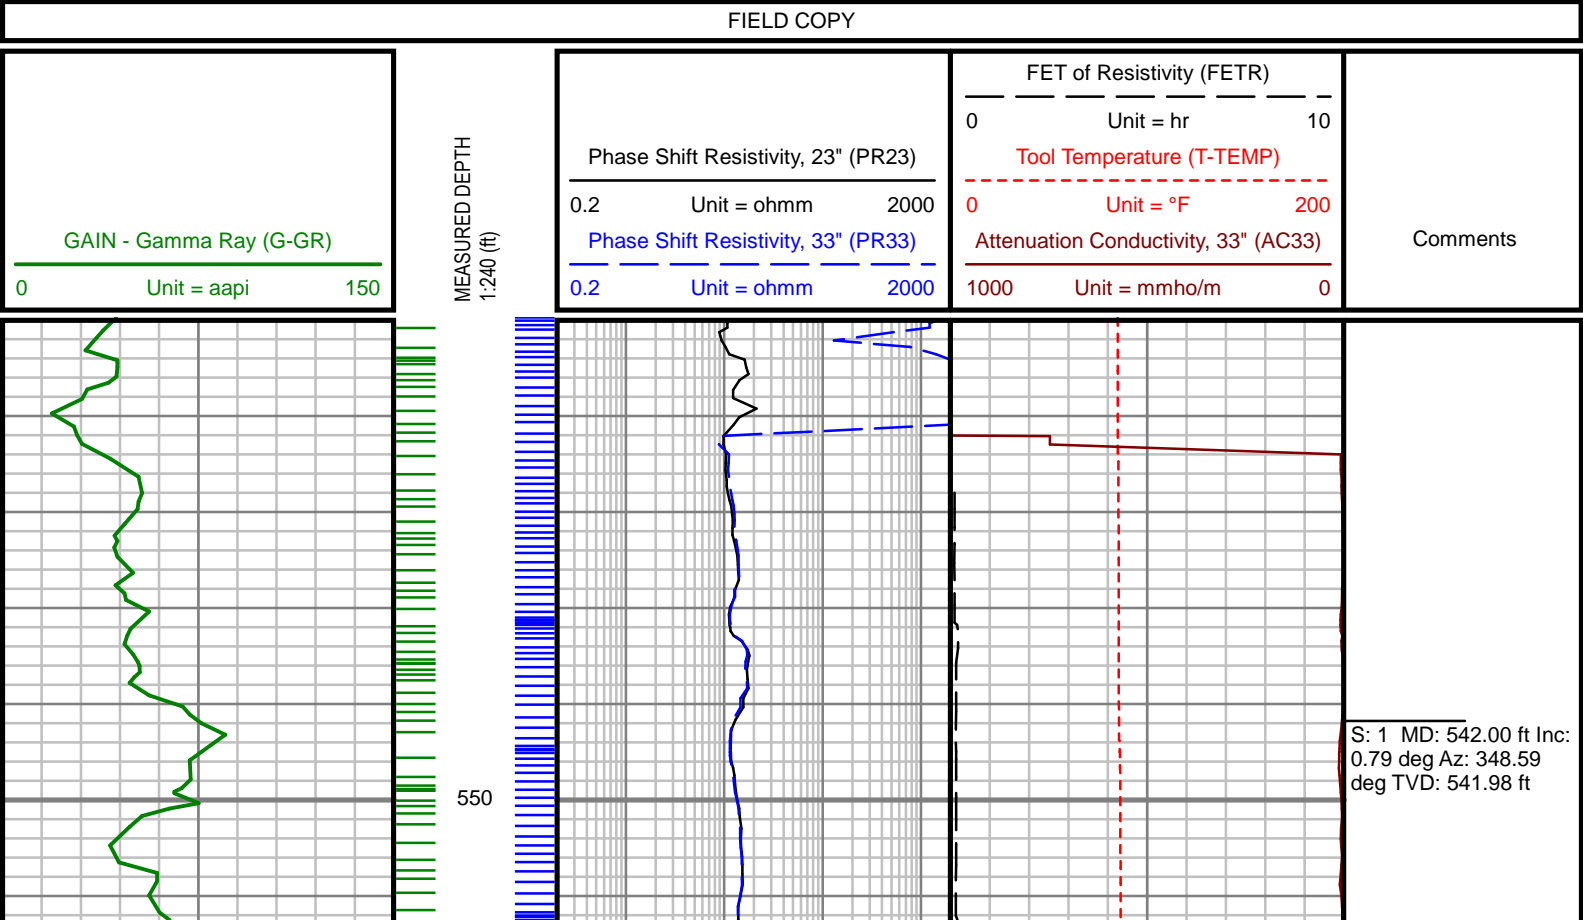 FIELD COPY
GAIN - Gamma Ray (G-GR)
0 Unit = aapi 150
MEASURED DEPTH
1:240 (ft)
Phase Shift Resistivity, 23" (PR23)
0.2 Unit = ohmm 2000
Phase Shift Resistivity, 33" (PR33)
0.2 Unit = ohmm 2000
FET of Resistivity (FETR)
0 Unit = hr 10
Tool Temperature (T-TEMP)
0 Unit = °F 200
Attenuation Conductivity, 33" (AC33)
1000 Unit = mmho/m 0
Comments
S: 1 MD: 542.00 ft Inc:
0.79 deg Az: 348.59
deg TVD: 541.98 ft
550